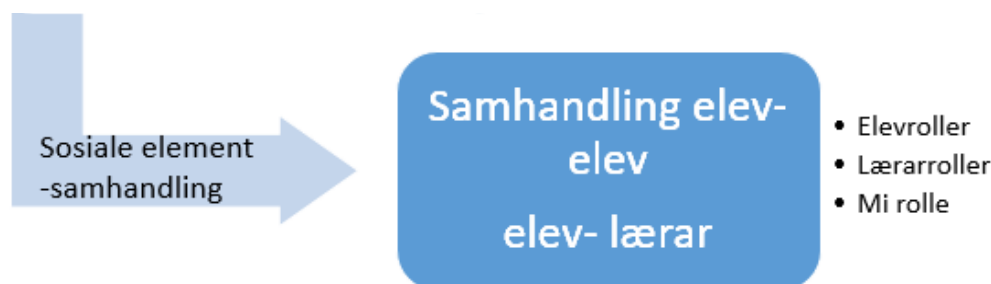 Sosiale element
-samhandling
Samhandling elev-
elev
elev- lærar
• Elevroller
• Lærarroller
• Mi rolle